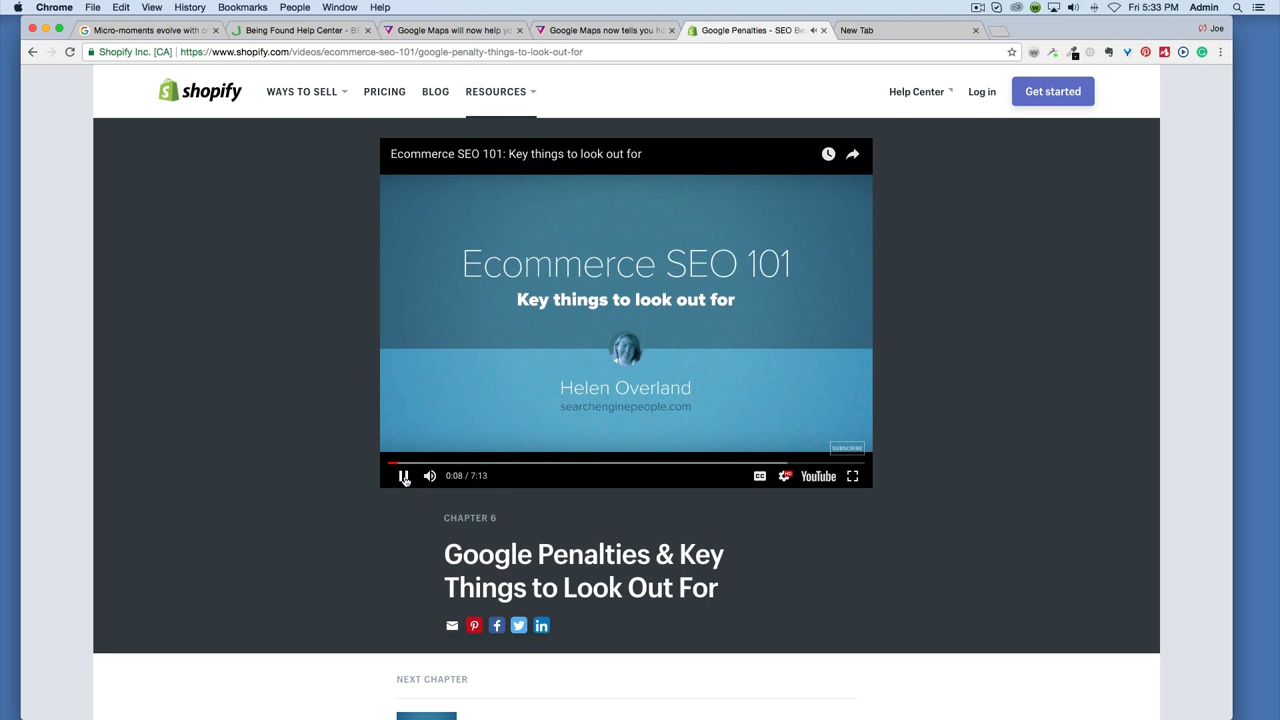 Chrome File Edit View History Bookmarks People Window Help
Fri 5:33 PM Admin
Micro-moments evolve with
Being Found Help Center - B
Google Maps will now help y
Google Maps now tells you h
Google Penalties - SEO Be
New Tab
Joe
Shopify Inc. [CA] https://www.shopify.com/videos/ecommerce-seo-101/google-penalty-things-to-look-out-for
shopify WAYS TO SELL PRICING BLOG RESOURCES Help Center Log in Get started
Ecommerce SEO 101: Key things to look out for
Ecommerce SEO 101
Key things to look out for
Helen Overland
searchenginepeople.com
SUBSCRIBE
0:08 / 7:13 CC HD YouTube
CHAPTER 6
Google Penalties & Key
Things to Look Out For
NEXT CHAPTER